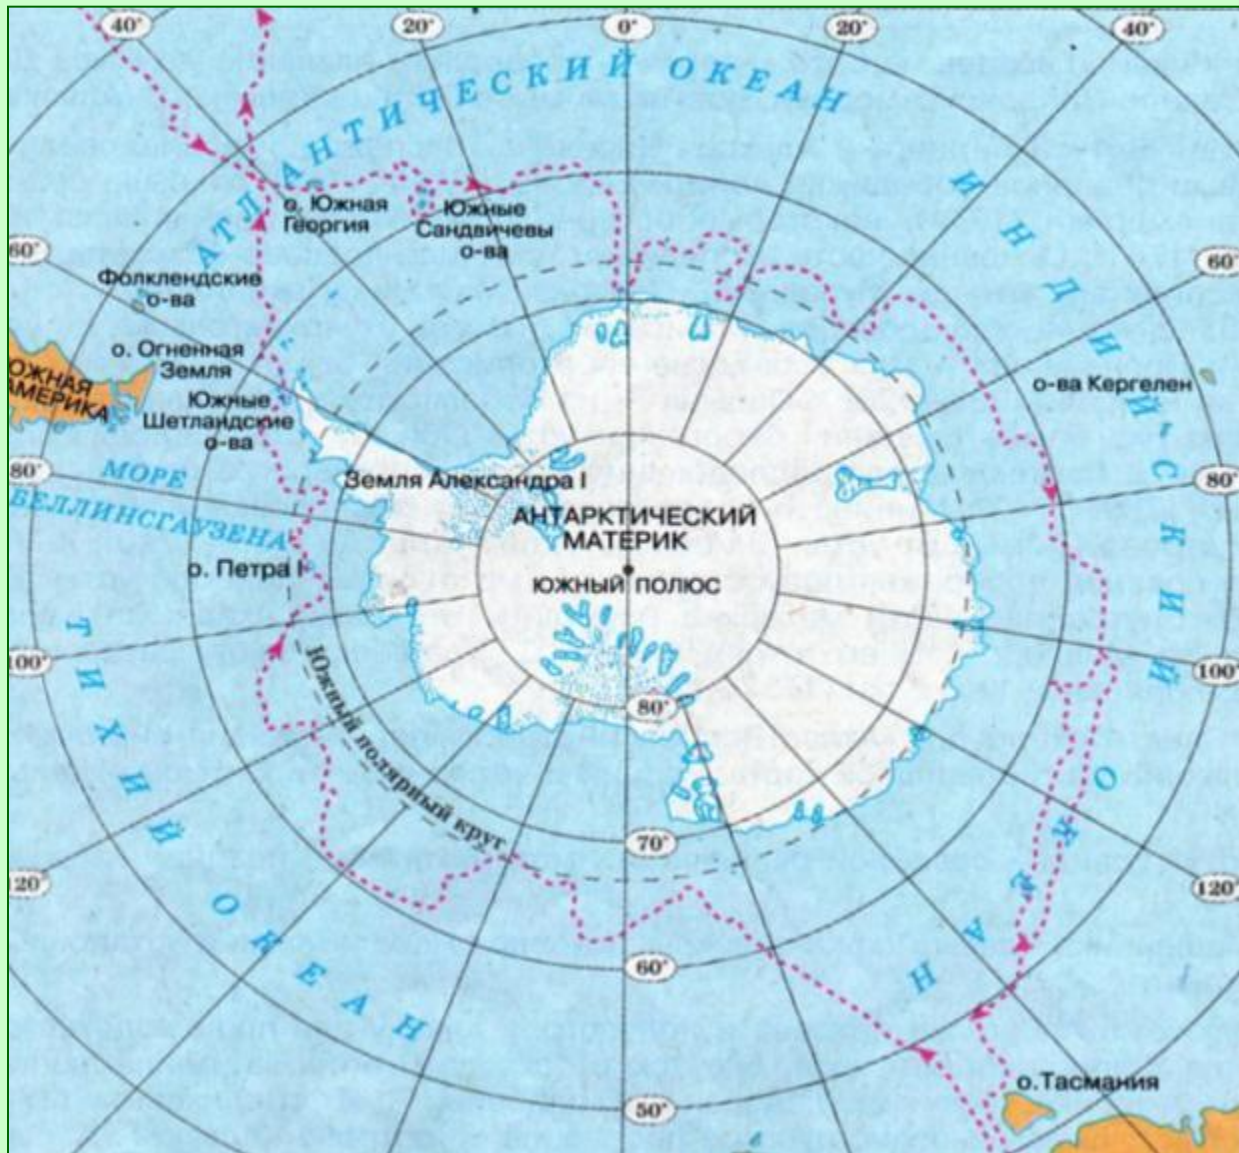 40° 20° 0° 20° 40°
АТЛАНТИЧЕСКИЙ ОКЕАН
ИНДИЙСКИЙ ОКЕАН
о. Южная
Георгия
Южные
Сандвичевы
о-ва
60°
60°
Фолклендские
о-ва
о. Огненная
Земля
ЮЖНАЯ
АМЕРИКА
Южные
Шетландские
о-ва
о-ва Кергелен
80°
МОРЕ
БЕЛЛИНСГАУЗЕНА
Земля Александра I
80°
АНТАРКТИЧЕСКИЙ
МАТЕРИК
о. Петра I
ЮЖНЫЙ ПОЛЮС
100°
100°
ТИХИЙ ОКЕАН
Южный полярный круг
80°
70°
120°
120°
60°
50°
о.Тасмания